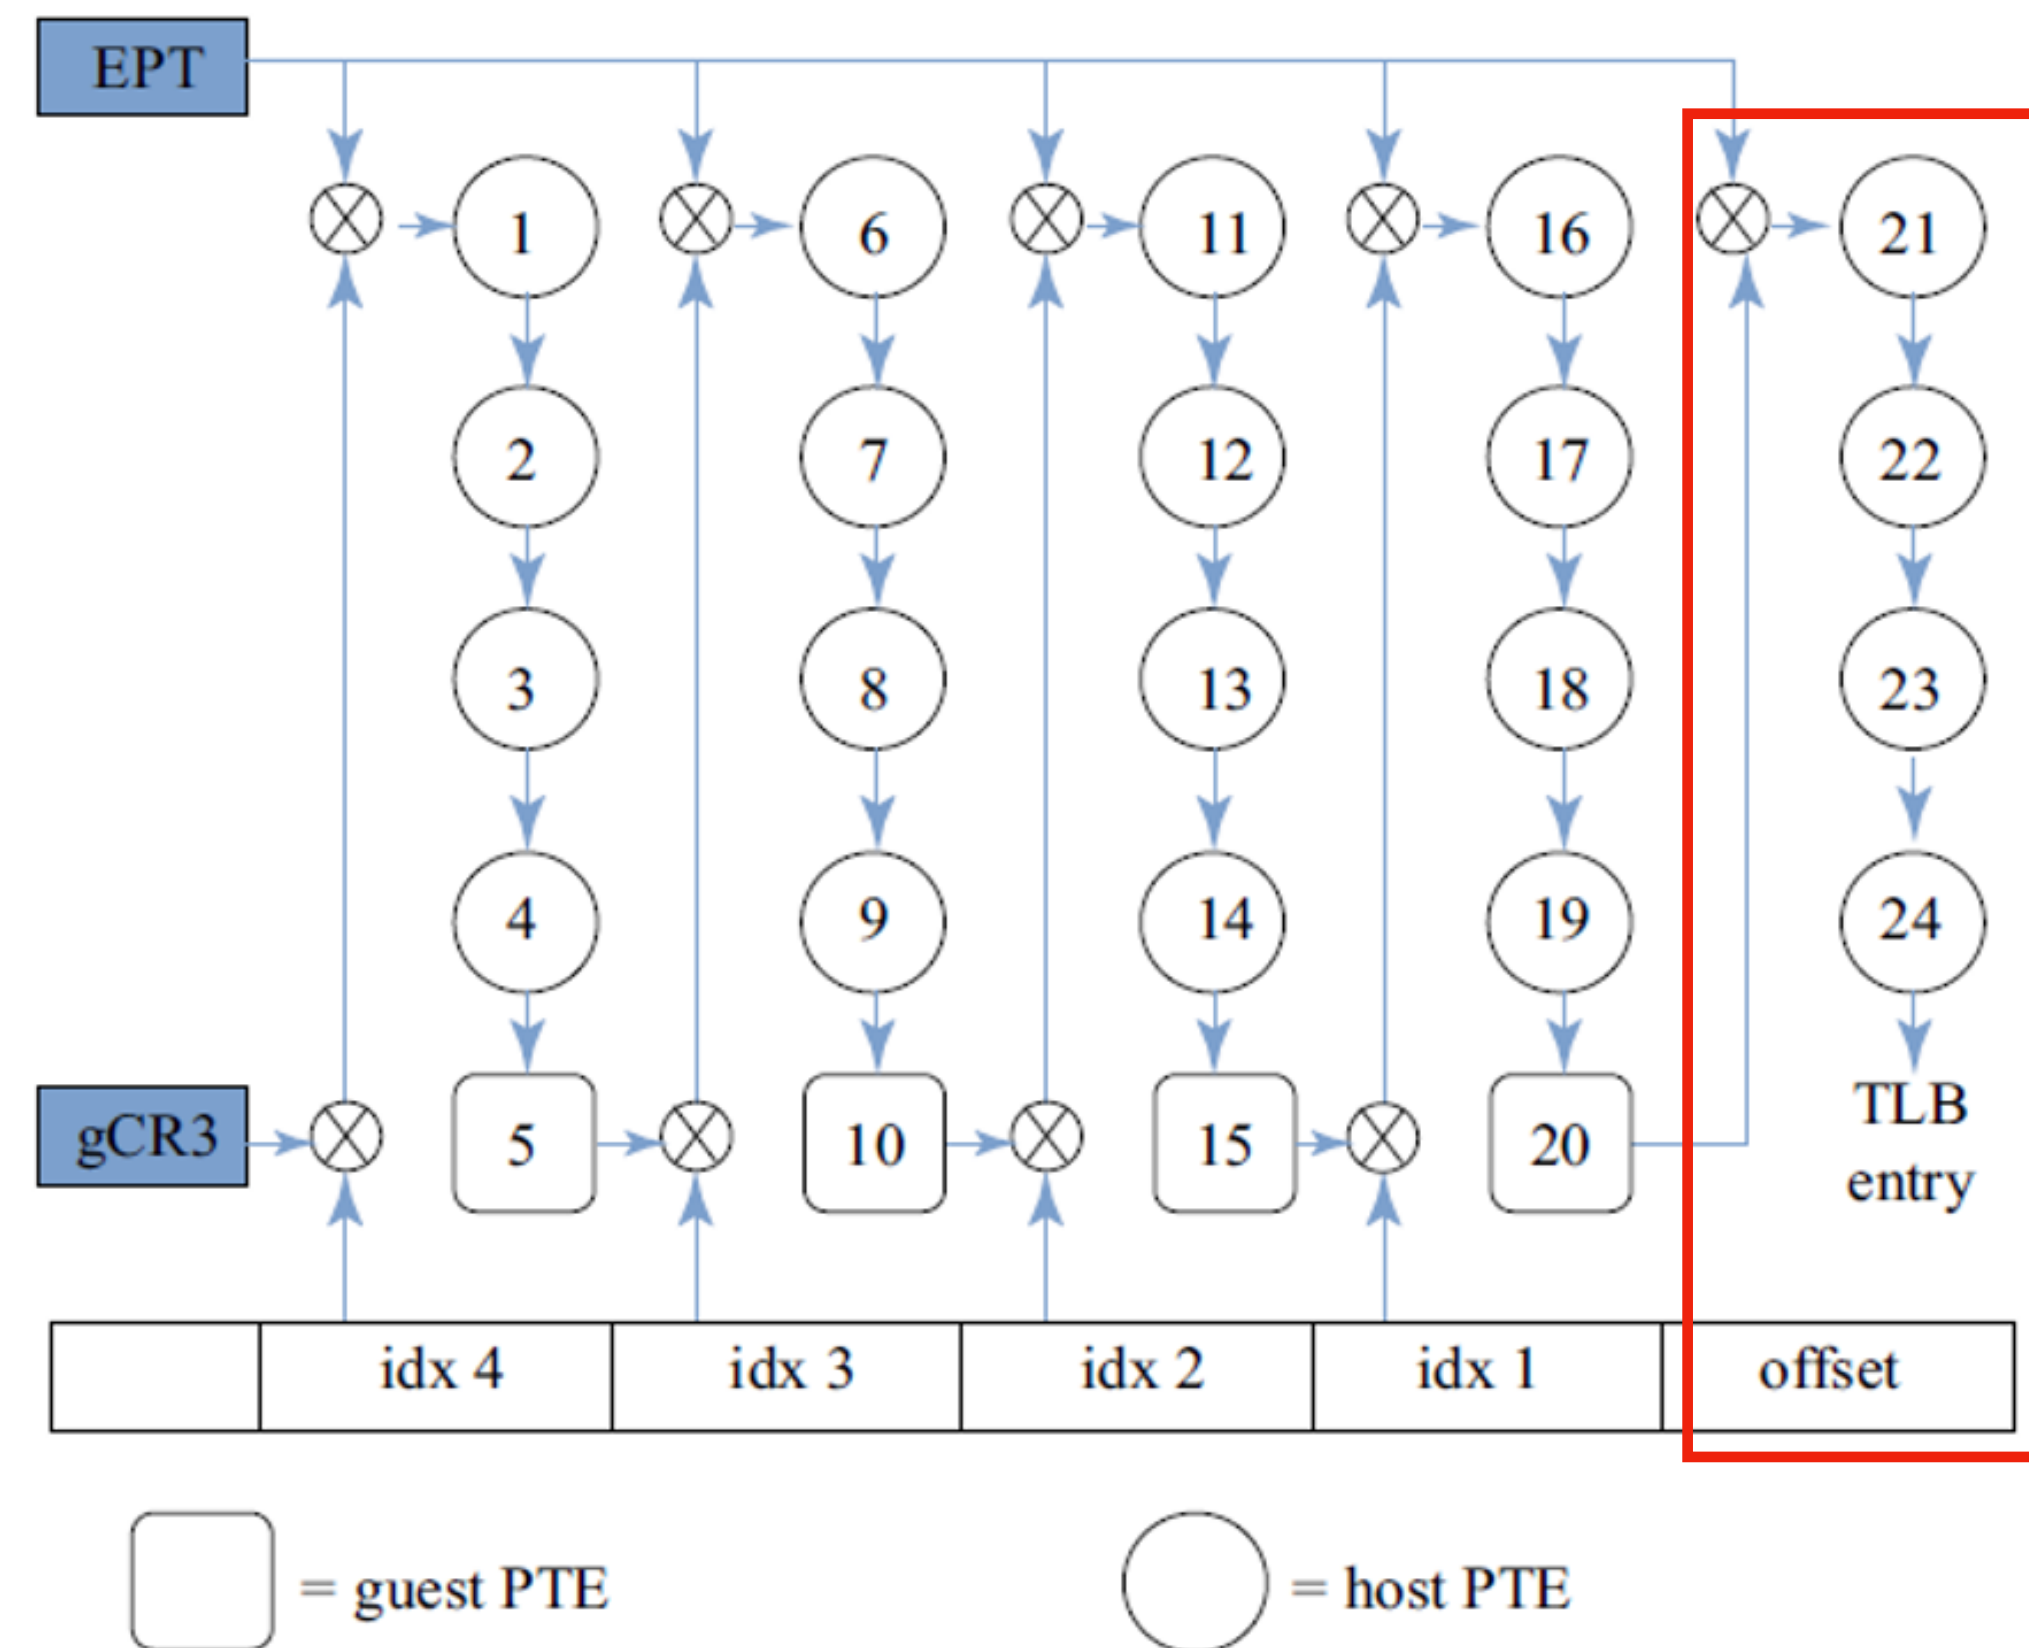 EPT
1 6 11 16 21
2 7 12 17 22
3 8 13 18 23
4 9 14 19 24
gCR3 5 10 15 20 TLB
entry
idx 4 idx 3 idx 2 idx 1 offset
= guest PTE = host PTE